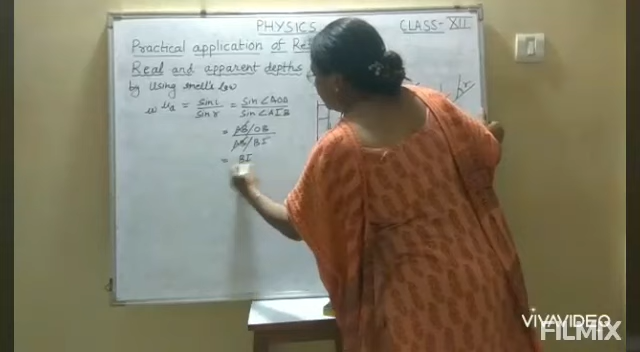 PHYSICS CLASS-XII
Practical application of Re
Real and apparent depths
by Using snell's law
w μa = sin i / sin r = sin∠AOB / sin∠AIB
= AB/OB / AB/BI
= BI
r
VIVAVIDEO
FILMIX